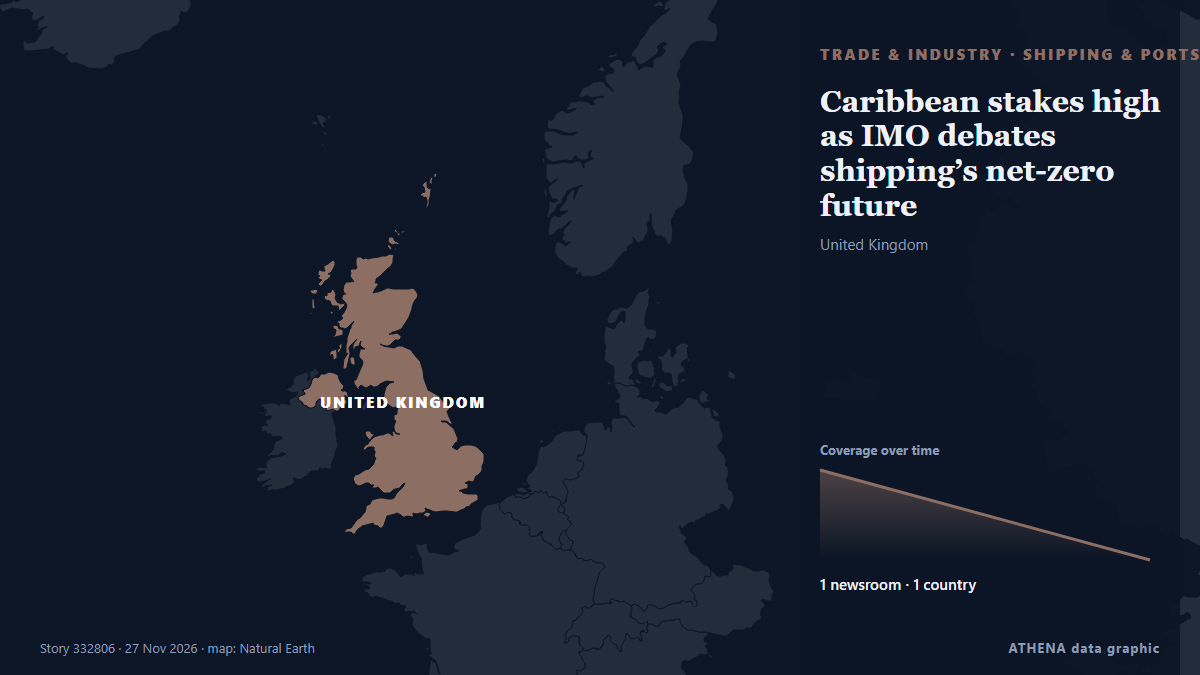 TRADE & INDUSTRY · SHIPPING & PORTS
Caribbean stakes high
as IMO debates
shipping’s net-zero
future
United Kingdom
UNITED KINGDOM
Coverage over time
1 newsroom · 1 country
Story 332806 · 27 Nov 2026 · map: Natural Earth
ATHENA data graphic